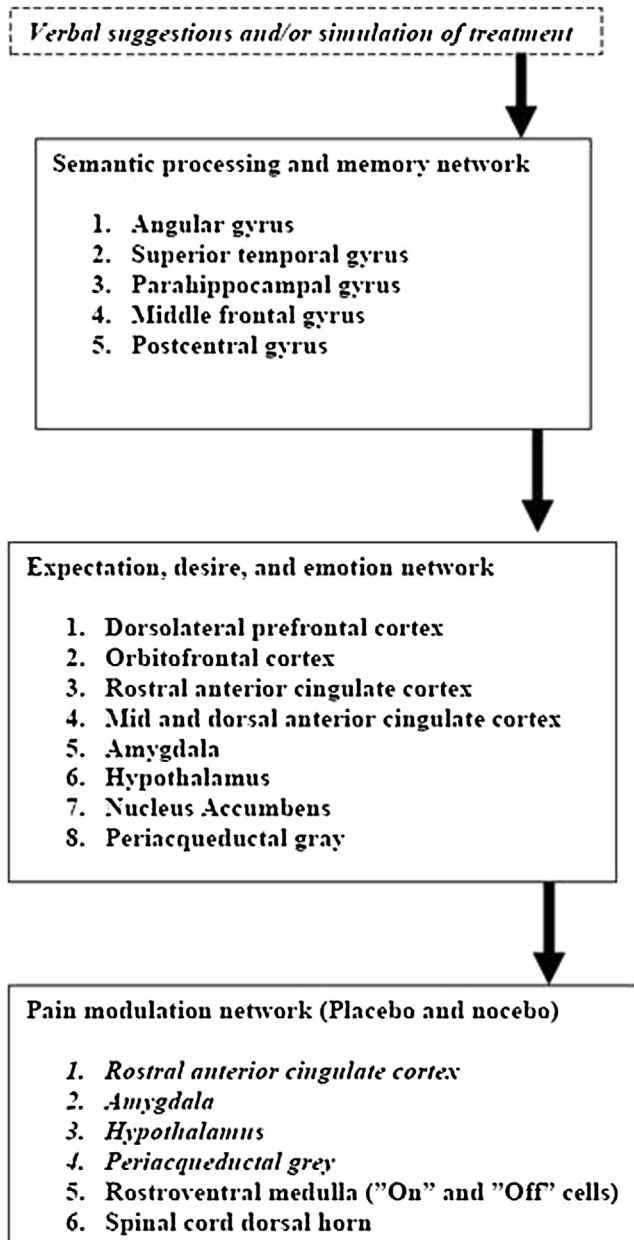 Verbal suggestions and/or simulation of treatment
Semantic processing and memory network
1. Angular gyrus
2. Superior temporal gyrus
3. Parahippocampal gyrus
4. Middle frontal gyrus
5. Postcentral gyrus
Expectation, desire, and emotion network
1. Dorsolateral prefrontal cortex
2. Orbitofrontal cortex
3. Rostral anterior cingulate cortex
4. Mid and dorsal anterior cingulate cortex
5. Amygdala
6. Hypothalamus
7. Nucleus Accumbens
8. Periacqueductal gray
Pain modulation network (Placebo and nocebo)
1. Rostral anterior cingulate cortex
2. Amygdala
3. Hypothalamus
4. Periacqueductal grey
5. Rostroventral medulla (”On” and ”Off” cells)
6. Spinal cord dorsal horn